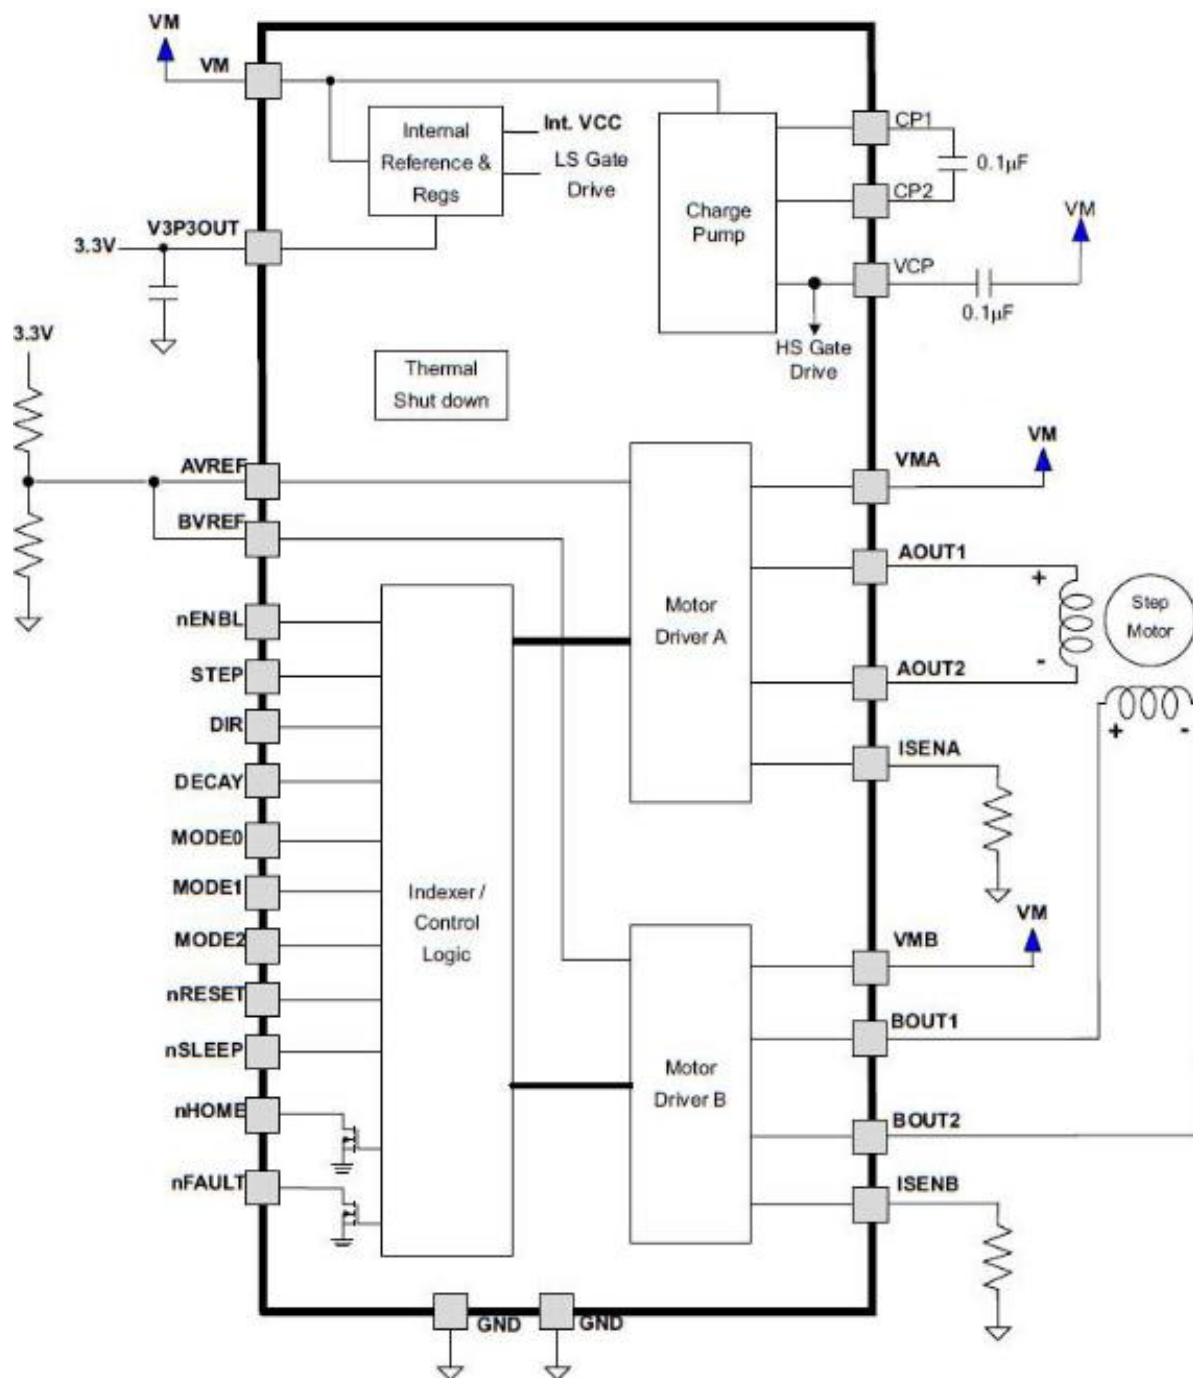 VM
VM
Internal
Reference &
Regs
Int. VCC
LS Gate
Drive
V3P3OUT
3.3V
Charge
Pump
CP1
0.1µF
CP2
VM
VCP
0.1µF
HS Gate
Drive
3.3V
Thermal
Shut down
AVREF
BVREF
VMA
VM
AOUT1
+
Motor
Driver A
Step
Motor
-
AOUT2
+
-
ISENA
nENBL
STEP
DIR
DECAY
MODE0
MODE1
MODE2
nRESET
nSLEEP
nHOME
nFAULT
Indexer /
Control
Logic
VM
VMB
BOUT1
Motor
Driver B
BOUT2
ISENB
GND
GND